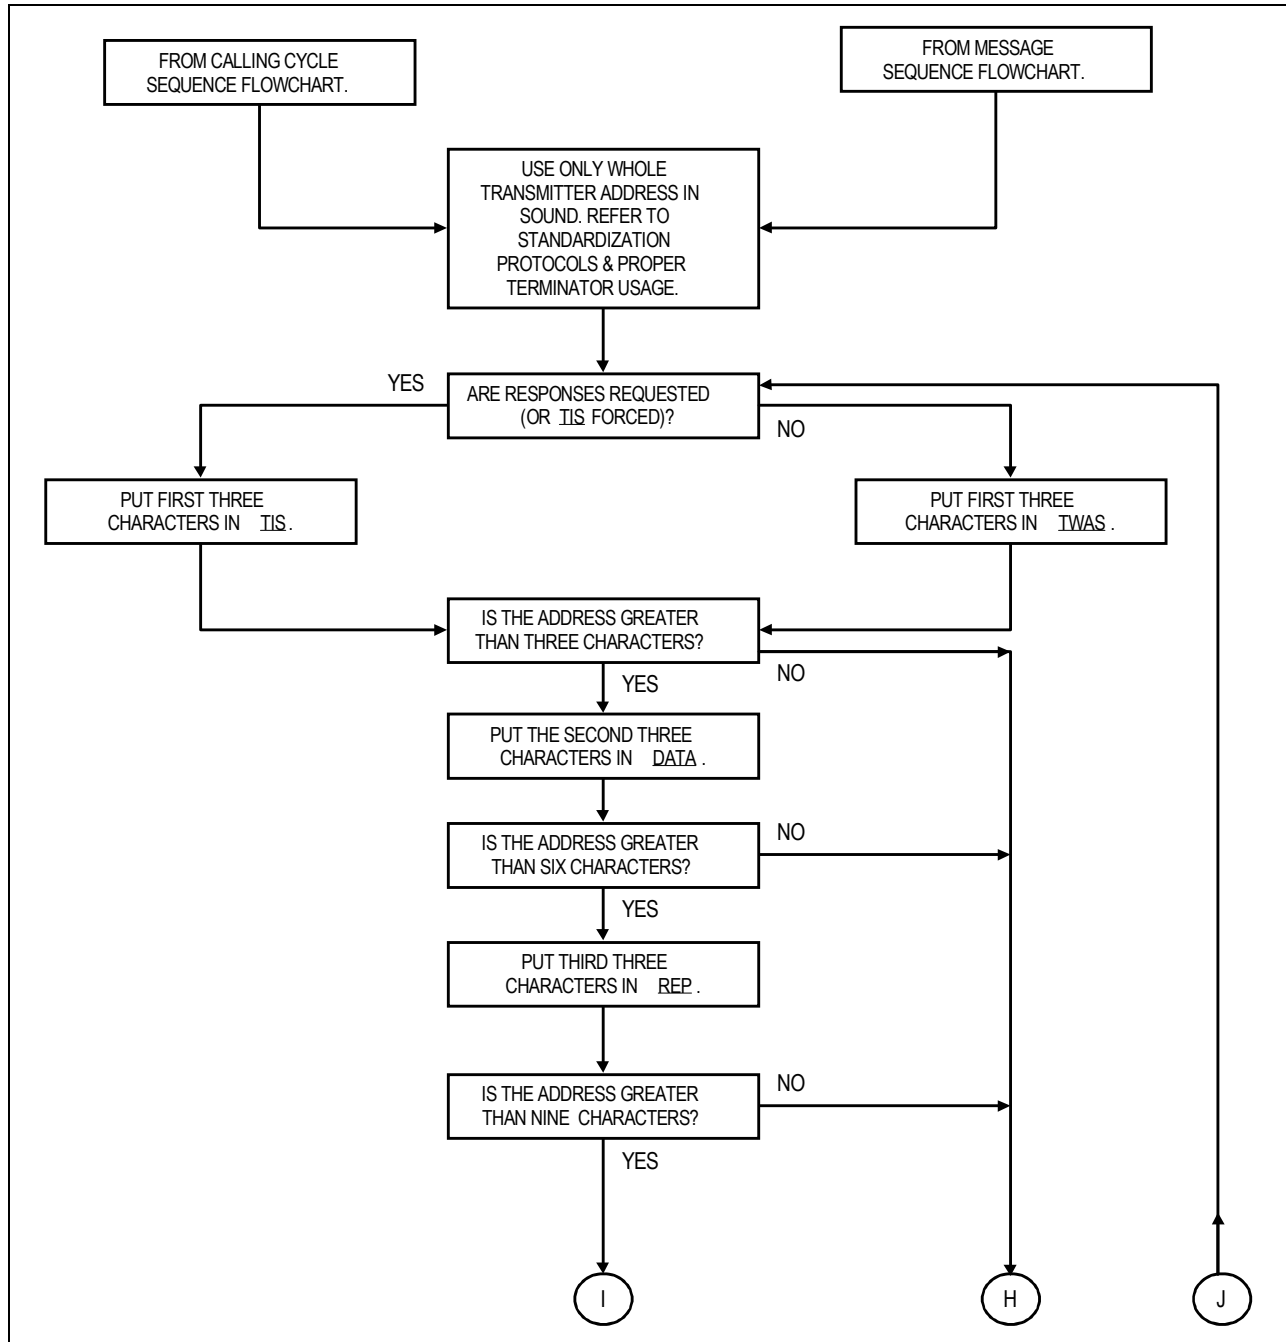 FROM CALLING CYCLE
SEQUENCE FLOWCHART.
FROM MESSAGE
SEQUENCE FLOWCHART.
USE ONLY WHOLE
TRANSMITTER ADDRESS IN
SOUND. REFER TO
STANDARDIZATION
PROTOCOLS & PROPER
TERMINATOR USAGE.
YES
ARE RESPONSES REQUESTED
(OR TIS FORCED)?
NO
PUT FIRST THREE
CHARACTERS IN TIS.
PUT FIRST THREE
CHARACTERS IN TWAS.
IS THE ADDRESS GREATER
THAN THREE CHARACTERS?
NO
YES
PUT THE SECOND THREE
CHARACTERS IN DATA.
IS THE ADDRESS GREATER
THAN SIX CHARACTERS?
NO
YES
PUT THIRD THREE
CHARACTERS IN REP.
IS THE ADDRESS GREATER
THAN NINE CHARACTERS?
NO
YES
I
H
J